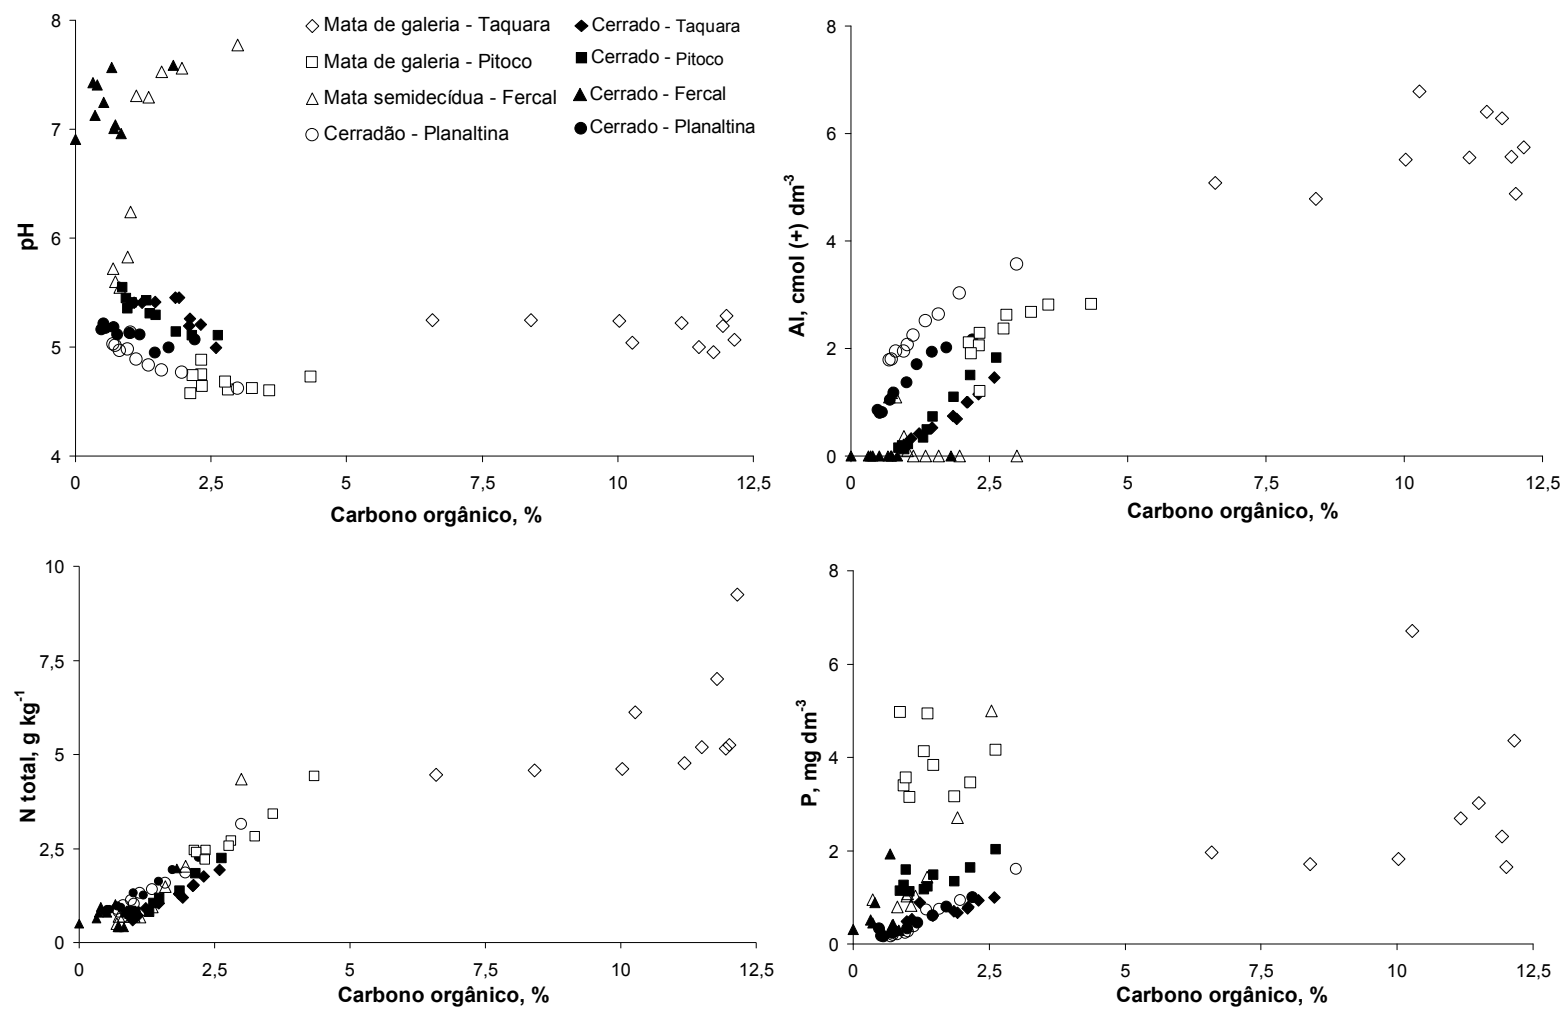 8
7
6
5
4
pH
0
2,5
5
7,5
10
12,5
Carbono orgânico, %
Mata de galeria - Taquara
Mata de galeria - Pitoco
Mata semidecídua - Fercal
Cerradão - Planaltina
Cerrado - Taquara
Cerrado - Pitoco
Cerrado - Fercal
Cerrado - Planaltina
8
6
4
2
0
Al, cmol (+) dm-3
0
2,5
5
7,5
10
12,5
Carbono orgânico, %
10
7,5
5
2,5
0
N total, g kg-1
0
2,5
5
7,5
10
12,5
Carbono orgânico, %
8
6
4
2
0
P, mg dm-3
0
2,5
5
7,5
10
12,5
Carbono orgânico, %